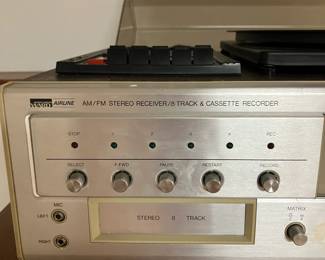 WARDS AIRLINE AM/FM STEREO RECEIVER/8 TRACK & CASSETTE RECORDER
STOP 1 2 3 4 REC
SELECT F.FWD PAUSE RESTART RECORD
MIC
LEFT
RIGHT
STEREO 8 TRACK
MATRIX